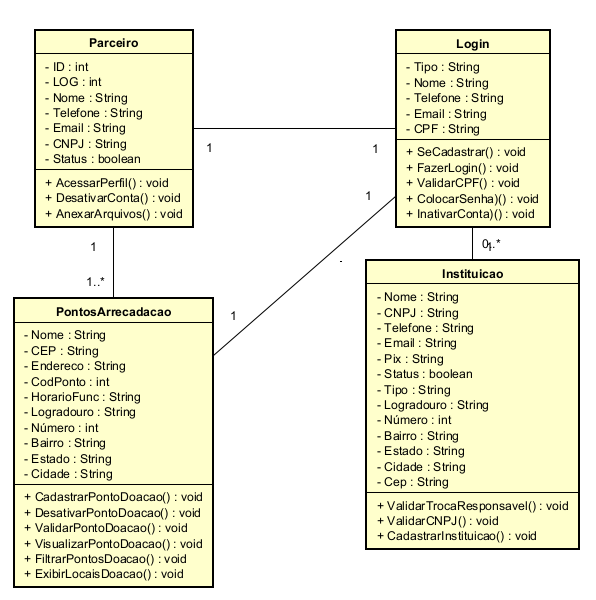 Parceiro
- ID : int
- LOG : int
- Nome : String
- Telefone : String
- Email : String
- CNPJ : String
- Status : boolean
+ AcessarPerfil() : void
+ DesativarConta() : void
+ AnexarArquivos() : void
Login
- Tipo : String
- Nome : String
- Telefone : String
- Email : String
- CPF : String
+ SeCadastrar() : void
+ FazerLogin() : void
+ ValidarCPF() : void
+ ColocarSenha) : void
+ InativarConta) : void
1
1
1
1
1
1..*
PontosArrecadacao
- Nome : String
- CEP : String
- Endereco : String
- CodPonto : int
- HorarioFunc : String
- Logradouro : String
- Número : int
- Bairro : String
- Estado : String
- Cidade : String
+ CadastrarPontoDoacao() : void
+ DesativarPontoDoacao() : void
+ ValidarPontoDoacao() : void
+ VisualizarPontoDoacao() : void
+ FiltrarPontosDoacao() : void
+ ExibirLocaisDoacao() : void
Instituicao
- Nome : String
- CNPJ : String
- Telefone : String
- Email : String
- Pix : String
- Status : boolean
- Tipo : String
- Logradouro : String
- Número : int
- Bairro : String
- Estado : String
- Cidade : String
- Cep : String
+ ValidarTrocaResponsavel() : void
+ ValidarCNPJ() : void
+ CadastrarInstituicao() : void